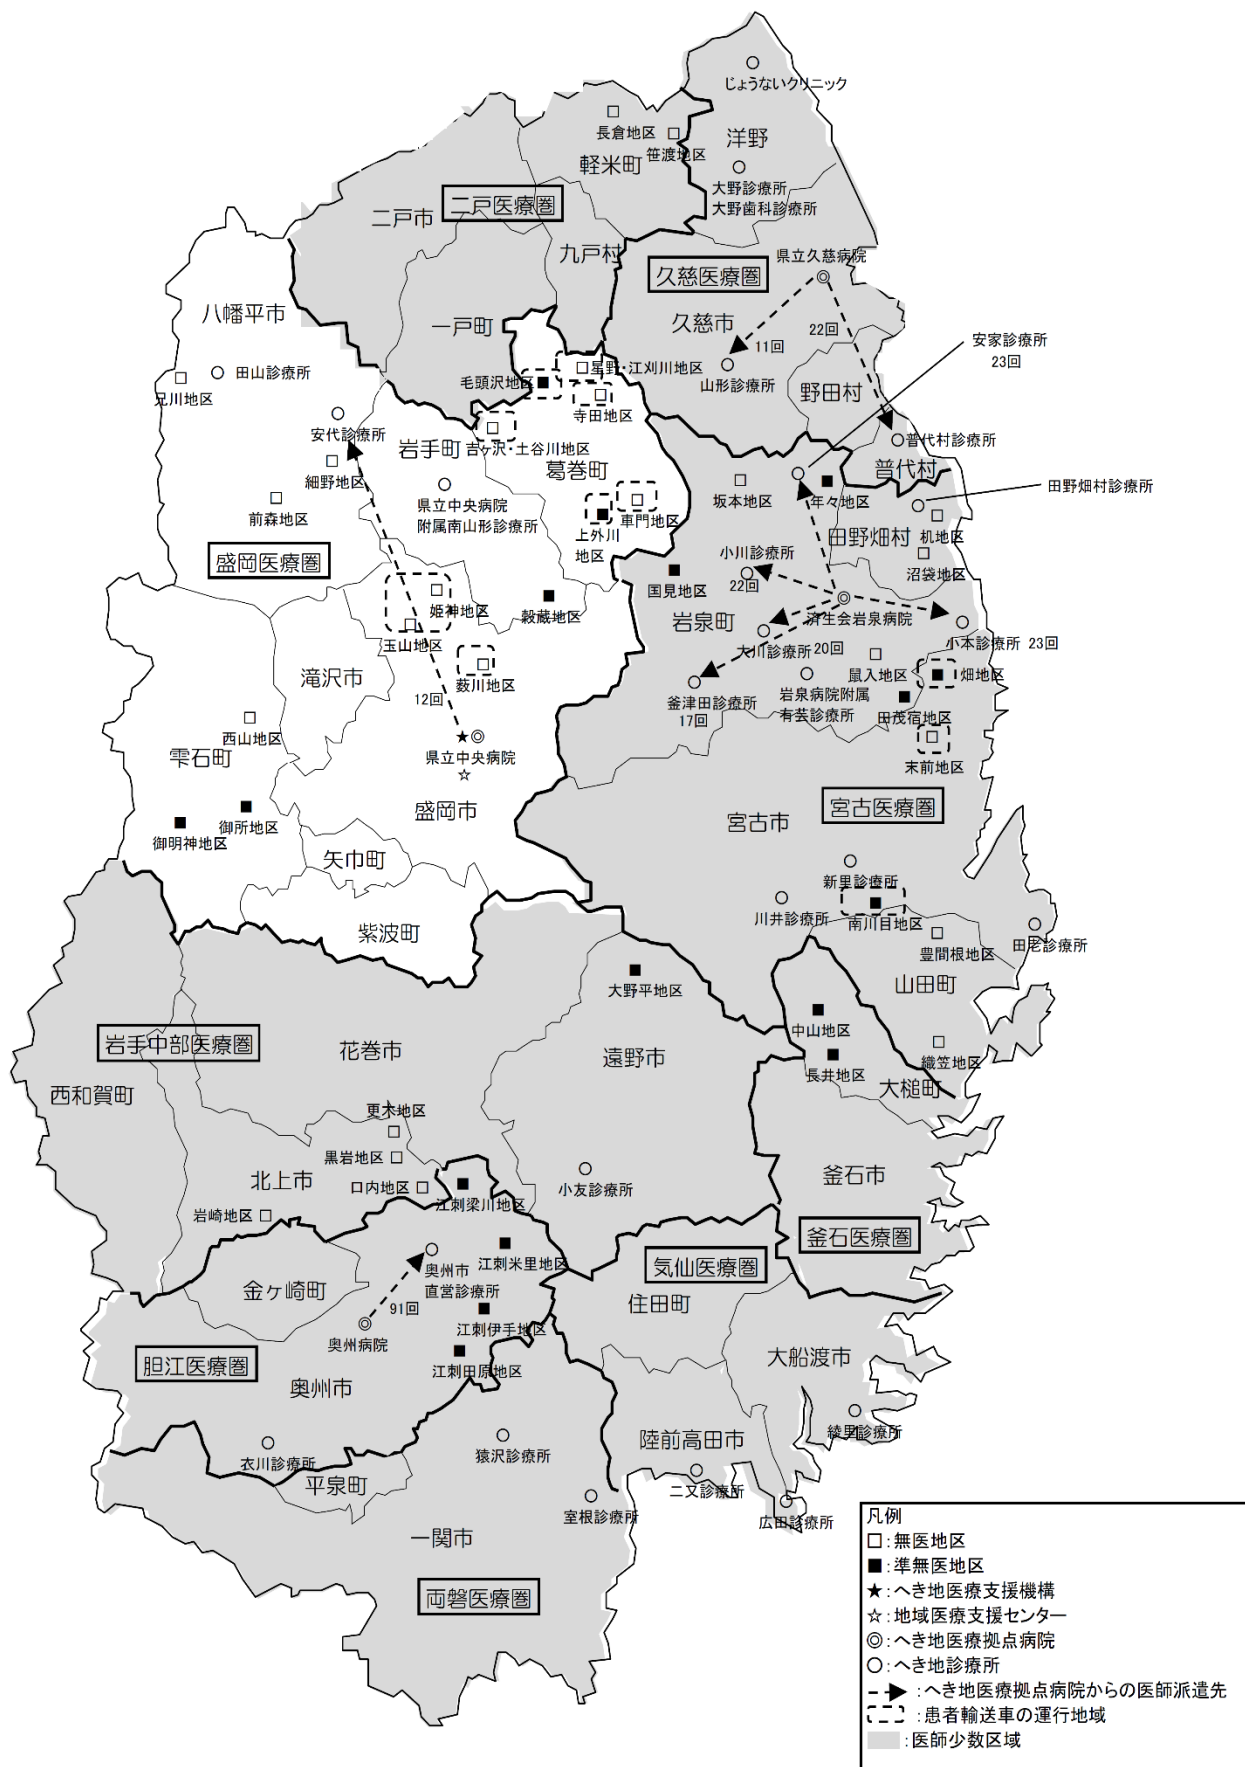 じょうないクリニック
長倉地区
笹渡地区
軽米町
洋野
大野診療所
大野歯科診療所
二戸市
二戸医療圏
九戸村
県立久慈病院
久慈医療圏
久慈市
八幡平市
一戸町
22回
11回
安家診療所
23回
星野・江刈川地区
山形診療所
田山診療所
兄川地区
毛頭沢地区
寺田地区
野田村
安代診療所
岩手町
吉ヶ沢・土谷川地区
普代村診療所
普代村
細野地区
葛巻町
前森地区
県立中央病院
附属南山形診療所
車門地区
坂本地区
年々地区
田野畑村診療所
上外川
地区
田野畑村
机地区
盛岡医療圏
小川診療所
沼袋地区
22回
国見地区
姫神地区
穀蔵地区
岩泉町
済生会岩泉病院
玉山地区
小本診療所 23回
大川診療所
20回
滝沢市
薮川地区
鼠入地区
畑地区
12回
釜津田診療所
17回
岩泉病院附属
有芸診療所
田茂宿地区
西山地区
雫石町
県立中央病院
末前地区
盛岡市
宮古医療圏
御所地区
御明神地区
宮古市
矢巾町
新里診療所
川井診療所
南川目地区
紫波町
豊間根地区
田老診療所
大野平地区
山田町
中山地区
岩手中部医療圏
花巻市
遠野市
長井地区
織笠地区
西和賀町
大槌町
更木地区
黒岩地区
北上市
口内地区
江刺梁川地区
小友診療所
釜石市
岩崎地区
釜石医療圏
江刺米里地区
気仙医療圏
金ヶ崎町
奥州市
直営診療所
住田町
91回
奥州病院
江刺伊手地区
胆江医療圏
江刺田原地区
大船渡市
奥州市
綾里診療所
衣川診療所
猿沢診療所
陸前高田市
平泉町
二又診療所
室根診療所
広田診療所
一関市
両磐医療圏
凡例
□：無医地区
■：準無医地区
★：へき地医療支援機構
☆：地域医療支援センター
◎：へき地医療拠点病院
○：へき地診療所
：へき地医療拠点病院からの医師派遣先
：患者輸送車の運行地域
：医師少数区域